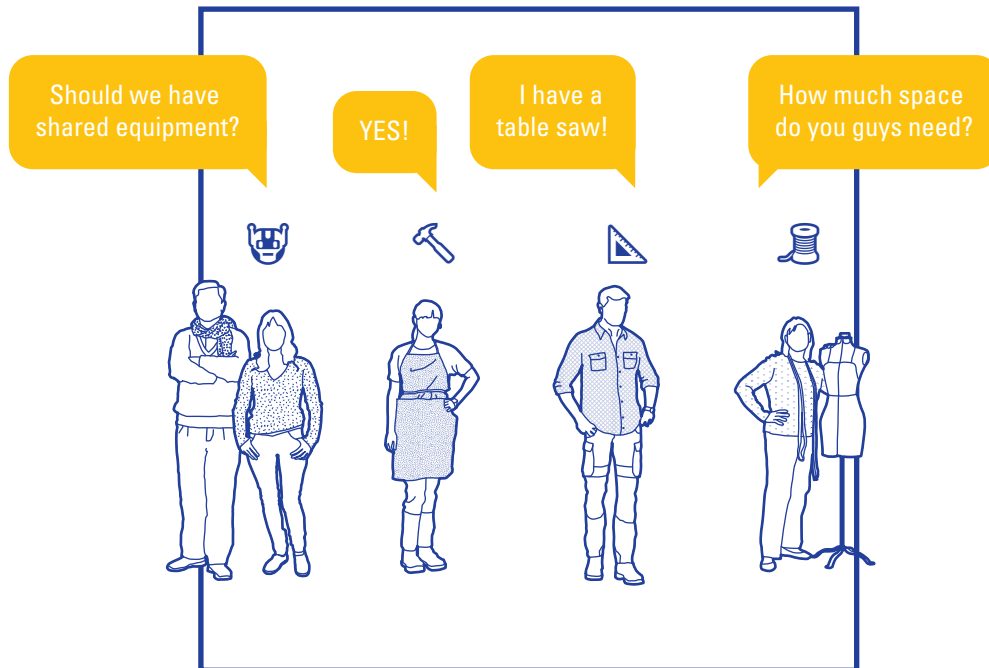 Should we have
shared equipment?
YES!
I have a
table saw!
How much space
do you guys need?